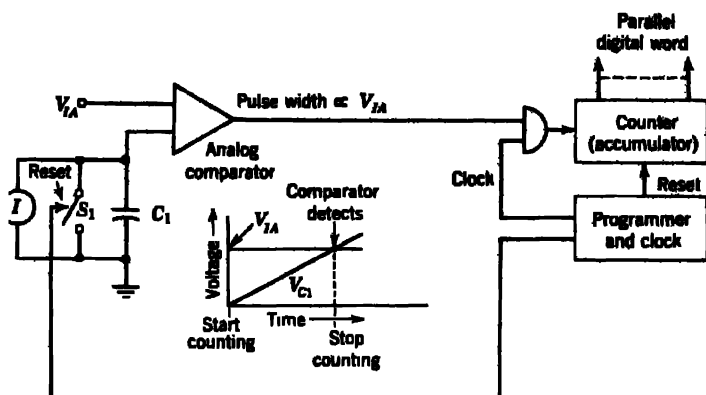 Parallel
digital word
V_IA
Pulse width ∝ V_IA
Analog
comparator
Counter
(accumulator)
Reset
I
S₁
C₁
Clock
Reset
Programmer
and clock
Comparator
detects
Voltage
V_IA
V_C1
Start
counting
Time
Stop
counting